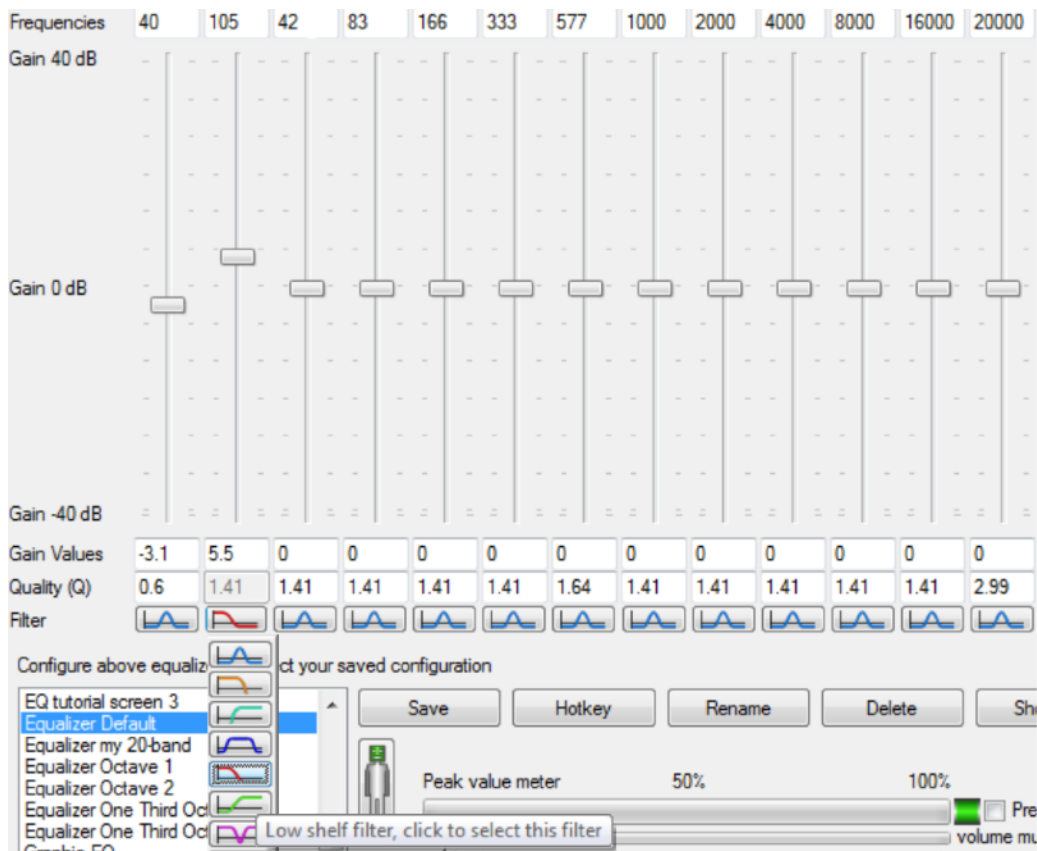 Frequencies 40 105 42 83 166 333 577 1000 2000 4000 8000 16000 20000
Gain 40 dB
Gain 0 dB
Gain -40 dB
Gain Values -3.1 5.5 0 0 0 0 0 0 0 0 0 0 0
Quality (Q) 0.6 1.41 1.41 1.41 1.41 1.41 1.64 1.41 1.41 1.41 1.41 1.41 2.99
Filter
Configure above equaliz ct your saved configuration
EQ tutorial screen 3
Equalizer Default
Equalizer my 20-band
Equalizer Octave 1
Equalizer Octave 2
Equalizer One Third Oct
Equalizer One Third Oct
Graphic EQ
Save Hotkey Rename Delete Sho
Peak value meter 50% 100%
Pre
volume mu
Low shelf filter, click to select this filter